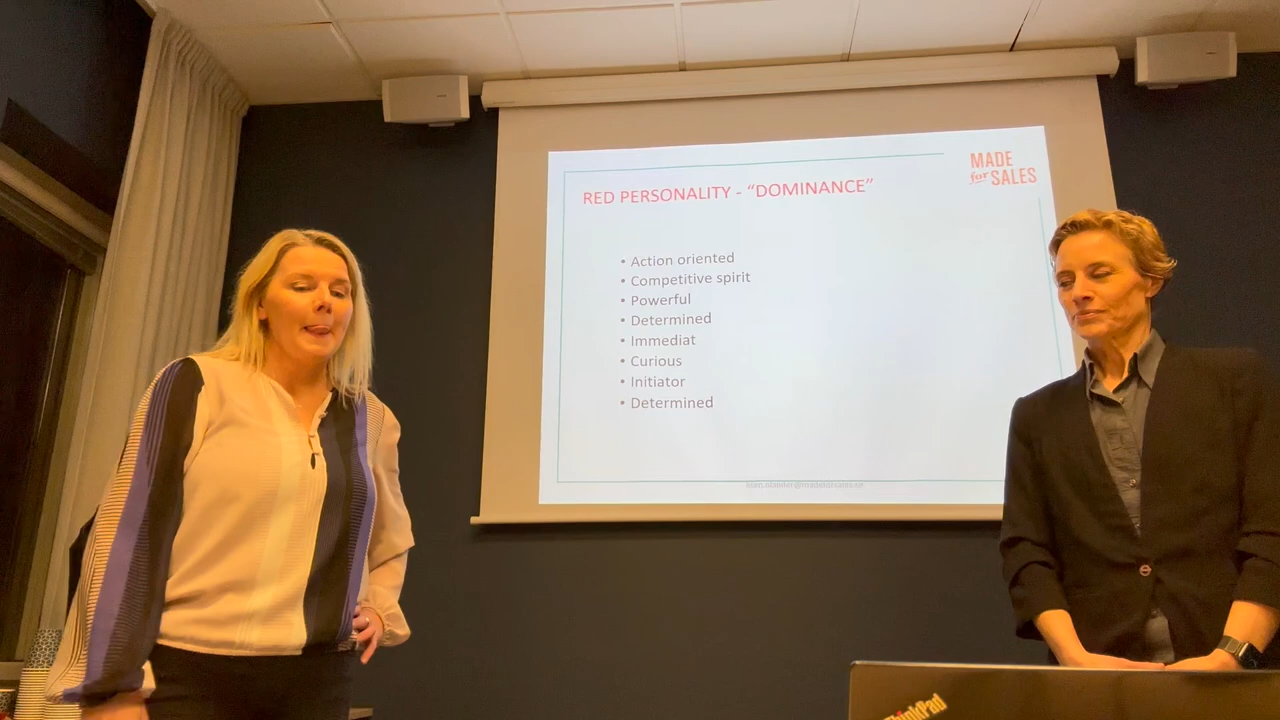 MADE
for SALES
RED PERSONALITY - “DOMINANCE”
• Action oriented
• Competitive spirit
• Powerful
• Determined
• Immediat
• Curious
• Initiator
• Determined
ThinkPad